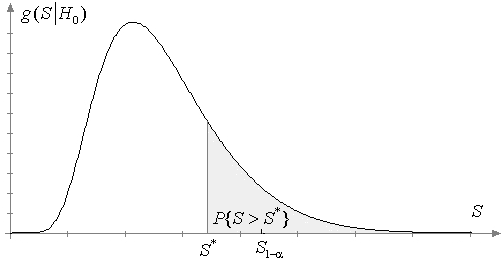 g(S|H₀)
S
P{S > S*}
S* S₁₋α